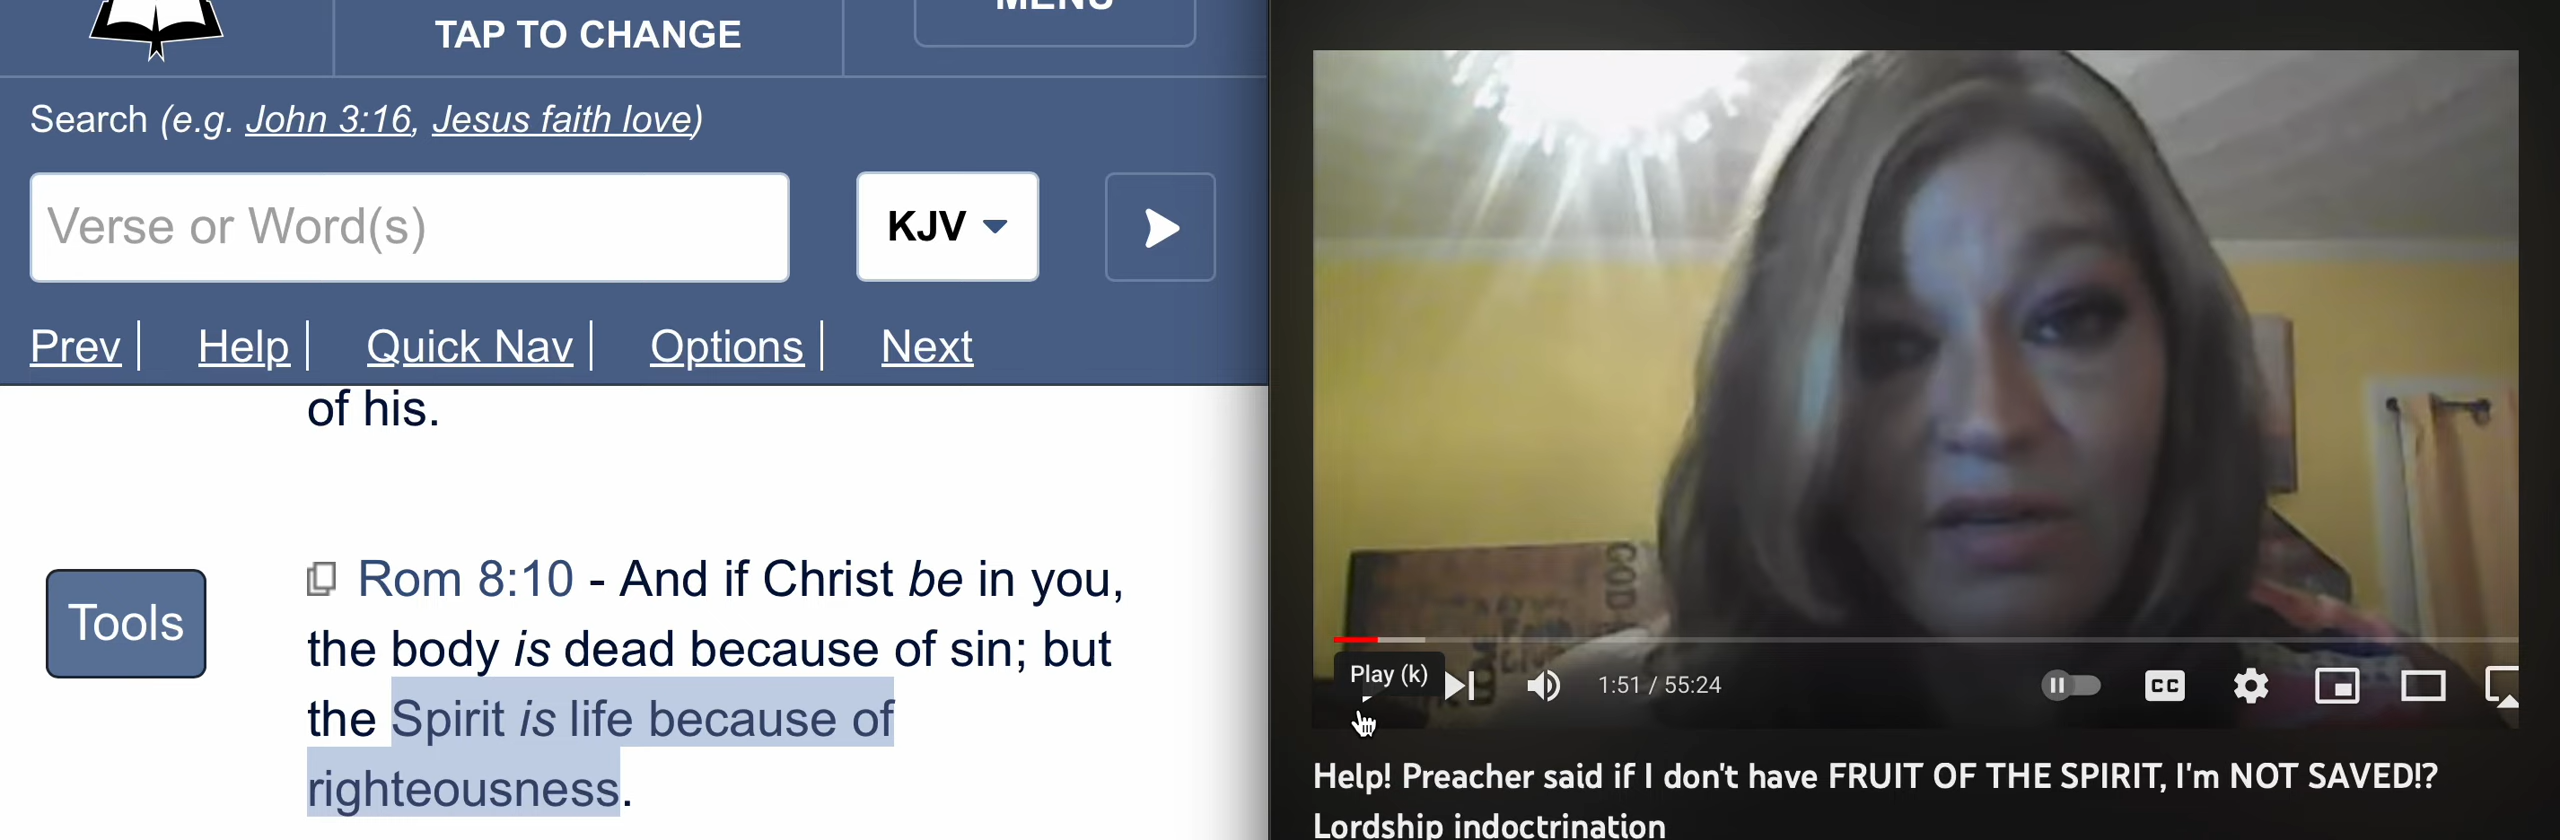 MENU
TAP TO CHANGE
Search (e.g. John 3:16, Jesus faith love)
Verse or Word(s)
KJV
Prev | Help | Quick Nav | Options | Next
of his.
Tools
Rom 8:10 - And if Christ be in you,
the body is dead because of sin; but
the Spirit is life because of
righteousness.
GOD
Play (k)
1:51 / 55:24
CC
Help! Preacher said if I don't have FRUIT OF THE SPIRIT, I'm NOT SAVED!?
Lordship indoctrination